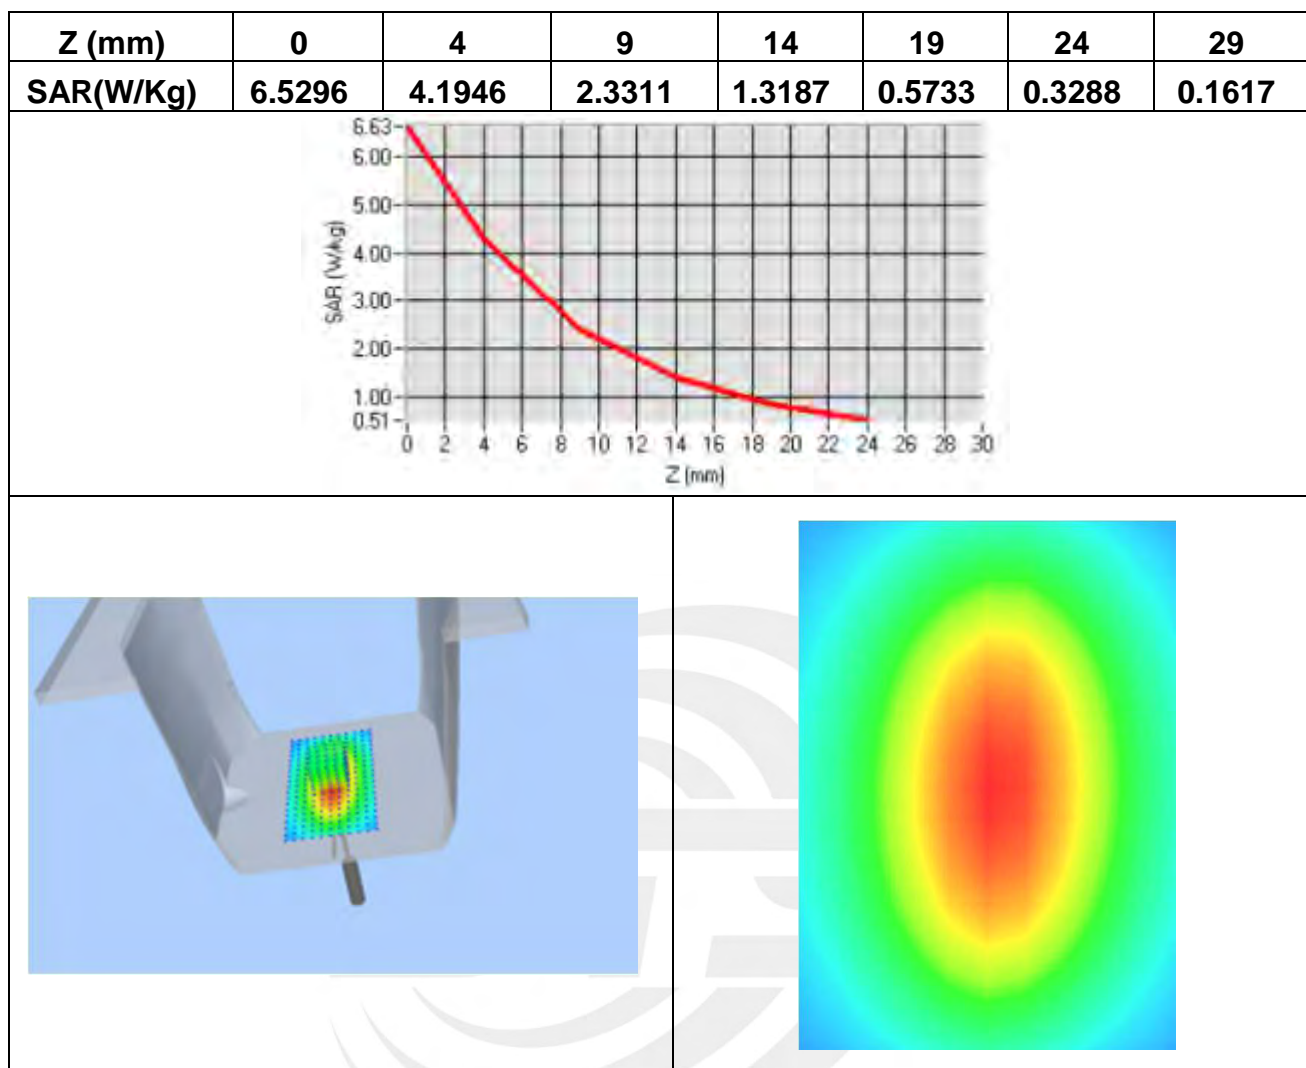 Z (mm) 0 4 9 14 19 24 29
SAR(W/Kg) 6.5296 4.1946 2.3311 1.3187 0.5733 0.3288 0.1617
6.63
6.00
5.00
4.00
3.00
2.00
1.00
0.51
SAR (W/kg)
0 2 4 6 8 10 12 14 16 18 20 22 24 26 28 30
Z (mm)